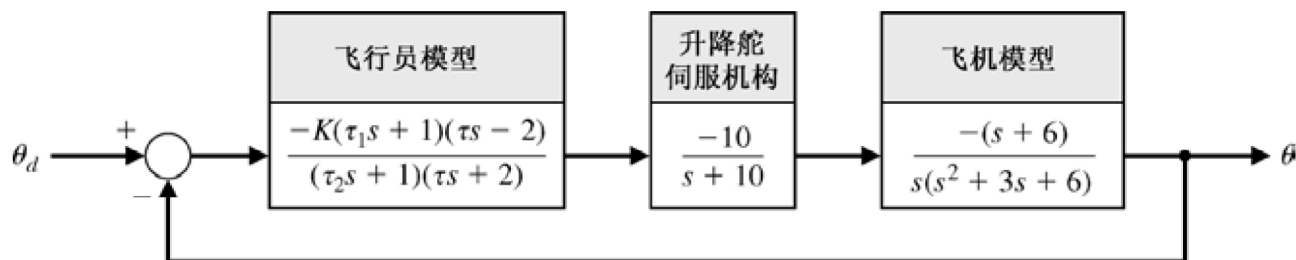 飞行员模型
升降舵
伺服机构
飞机模型
θ_d
+
−
−K(τ₁s + 1)(τs − 2)
(τ₂s + 1)(τs + 2)
−10
s + 10
−(s + 6)
s(s² + 3s + 6)
θ